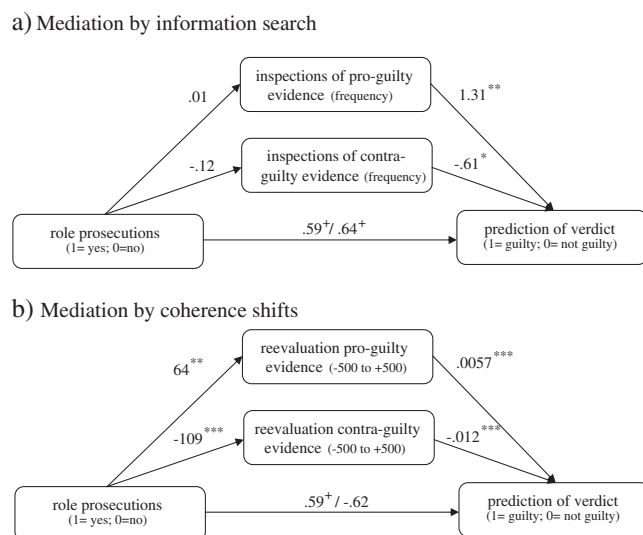 a) Mediation by information search
inspections of pro-guilty
evidence (frequency)
.01
1.31**
inspections of contra-
guilty evidence (frequency)
-.12
-.61*
role prosecutions
(1= yes; 0=no)
.59+/ .64+
prediction of verdict
(1= guilty; 0= not guilty)
b) Mediation by coherence shifts
reevaluation pro-guilty
evidence (-500 to +500)
64**
.0057***
reevaluation contra-guilty
evidence (-500 to +500)
-109***
-.012***
role prosecutions
(1= yes; 0=no)
.59+ / -.62
prediction of verdict
(1= guilty; 0= not guilty)